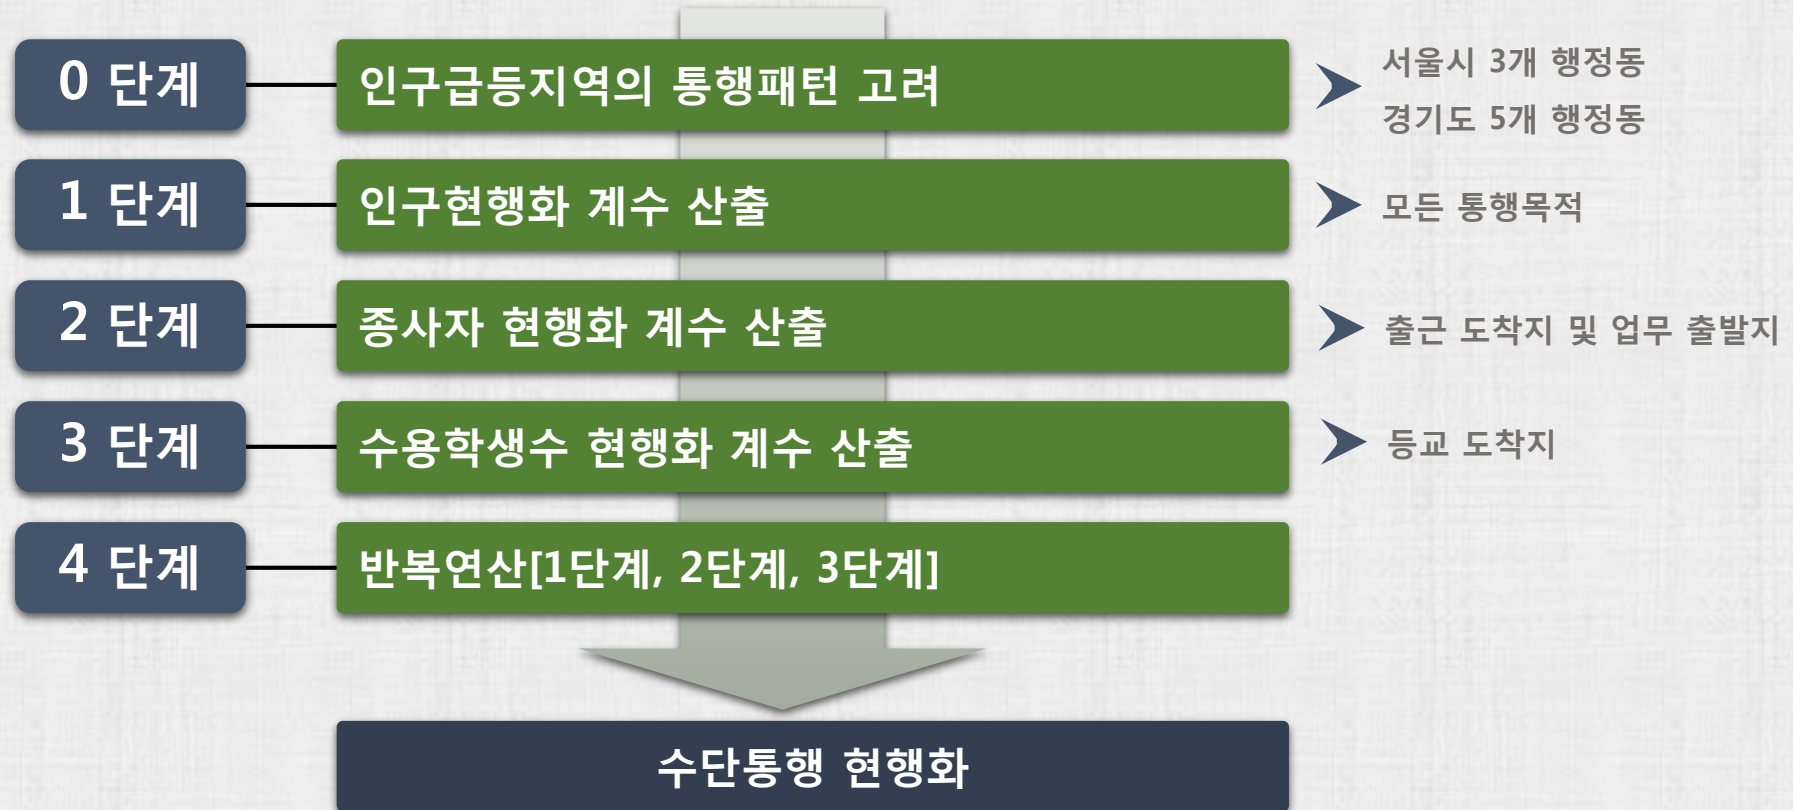 0 단계
인구급등지역의 통행패턴 고려
서울시 3개 행정동
경기도 5개 행정동
1 단계
인구현행화 계수 산출
모든 통행목적
2 단계
종사자 현행화 계수 산출
출근 도착지 및 업무 출발지
3 단계
수용학생수 현행화 계수 산출
등교 도착지
4 단계
반복연산[1단계, 2단계, 3단계]
수단통행 현행화